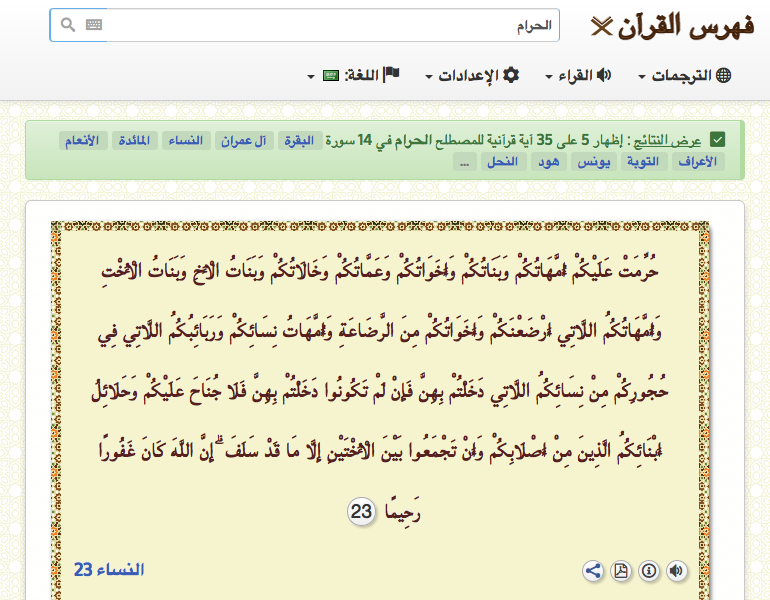 فهرس القرآن
الحرام
الترجمات
القراء
الإعدادات
اللغة:
عرض النتائج : إظهار 5 على 35 آية قرآنية للمصطلح الحرام في 14 سورة البقرة آل عمران النساء المائدة الأنعام
الأعراف التوبة يونس هود النحل ...
حُرِّمَتْ عَلَيْكُمْ أُمَّهَاتُكُمْ وَبَنَاتُكُمْ وَأَخَوَاتُكُمْ وَعَمَّاتُكُمْ وَخَالَاتُكُمْ وَبَنَاتُ الْأَخِ وَبَنَاتُ الْأُخْتِ
وَأُمَّهَاتُكُمُ اللَّاتِي أَرْضَعْنَكُمْ وَأَخَوَاتُكُمْ مِنَ الرَّضَاعَةِ وَأُمَّهَاتُ نِسَائِكُمْ وَرَبَائِبُكُمُ اللَّاتِي فِي
حُجُورِكُمْ مِنْ نِسَائِكُمُ اللَّاتِي دَخَلْتُمْ بِهِنَّ فَإِنْ لَمْ تَكُونُوا دَخَلْتُمْ بِهِنَّ فَلَا جُنَاحَ عَلَيْكُمْ وَحَلَائِلُ
أَبْنَائِكُمُ الَّذِينَ مِنْ أَصْلَابِكُمْ وَأَنْ تَجْمَعُوا بَيْنَ الْأُخْتَيْنِ إِلَّا مَا قَدْ سَلَفَ ۗ إِنَّ اللَّهَ كَانَ غَفُورًا
رَحِيمًا 23
النساء 23